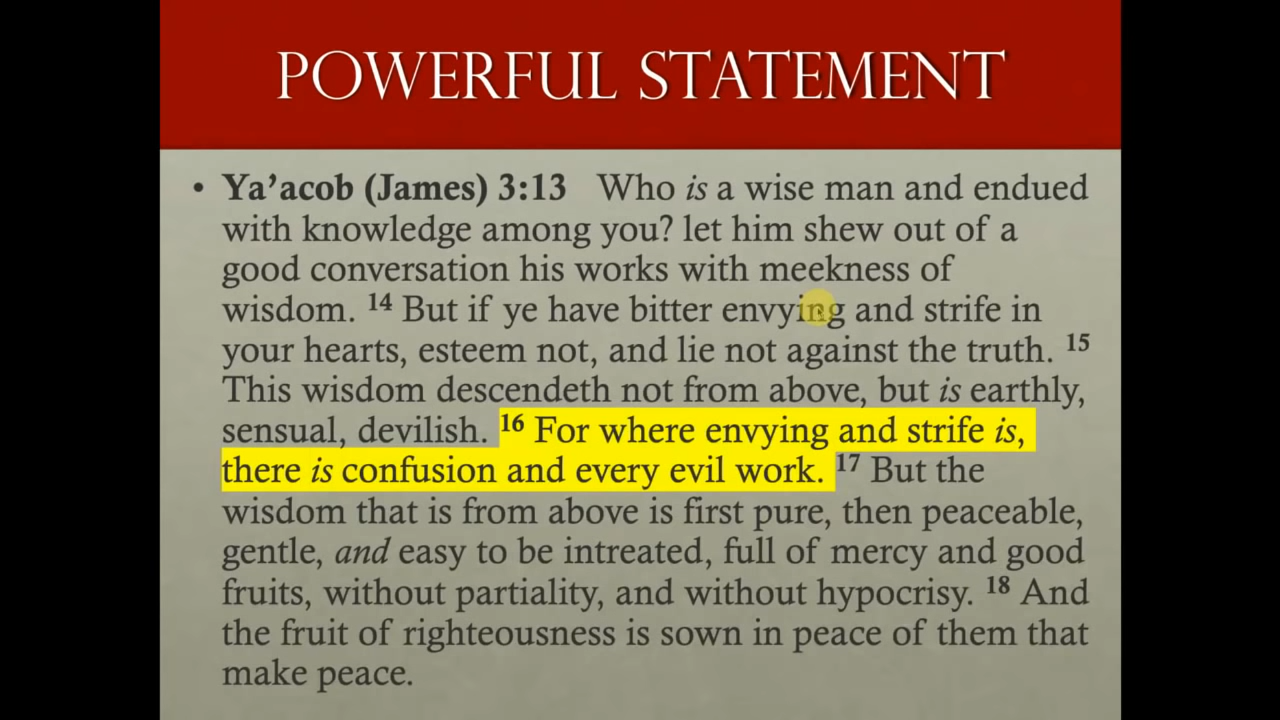 POWERFUL STATEMENT
• Ya’acob (James) 3:13 Who is a wise man and endued
with knowledge among you? let him shew out of a
good conversation his works with meekness of
wisdom. 14 But if ye have bitter envying and strife in
your hearts, esteem not, and lie not against the truth. 15
This wisdom descendeth not from above, but is earthly,
sensual, devilish. 16 For where envying and strife is,
there is confusion and every evil work. 17 But the
wisdom that is from above is first pure, then peaceable,
gentle, and easy to be intreated, full of mercy and good
fruits, without partiality, and without hypocrisy. 18 And
the fruit of righteousness is sown in peace of them that
make peace.